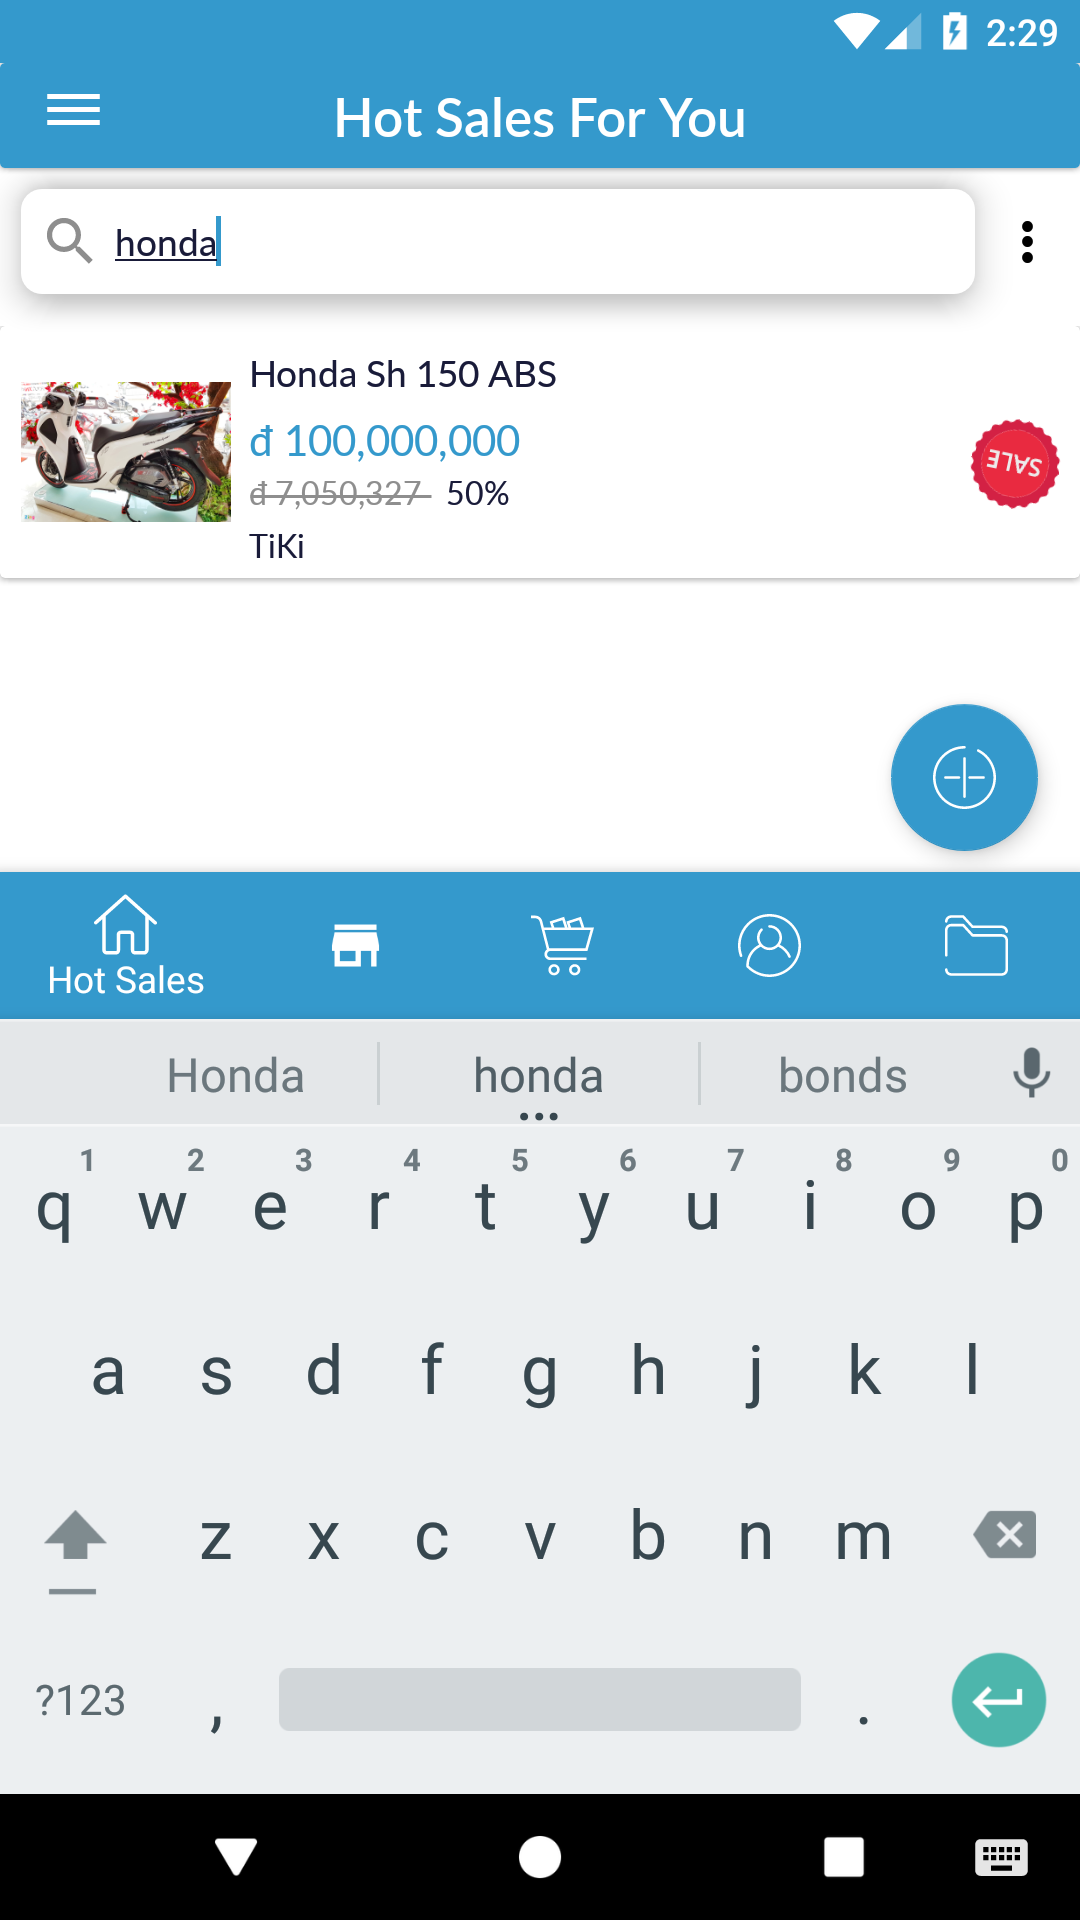 2:29
Hot Sales For You
honda
Honda Sh 150 ABS
đ 100,000,000
đ 7,050,327 50%
SALE
TiKi
Hot Sales
Honda honda bonds
1 2 3 4 5 6 7 8 9 0
q w e r t y u i o p
a s d f g h j k l
z x c v b n m
?123 , .